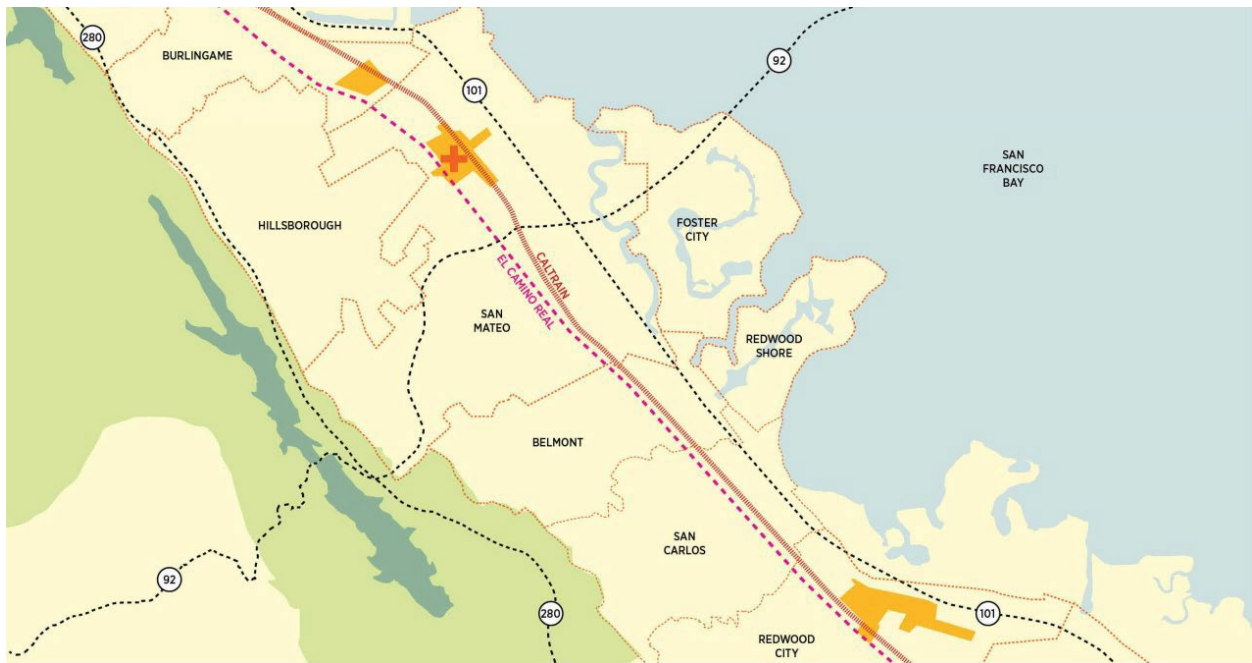 280
BURLINGAME
92
101
SAN
FRANCISCO
BAY
HILLSBOROUGH
FOSTER
CITY
CALTRAIN
EL CAMINO REAL
SAN
MATEO
REDWOOD
SHORE
BELMONT
SAN
CARLOS
92
280
101
REDWOOD
CITY